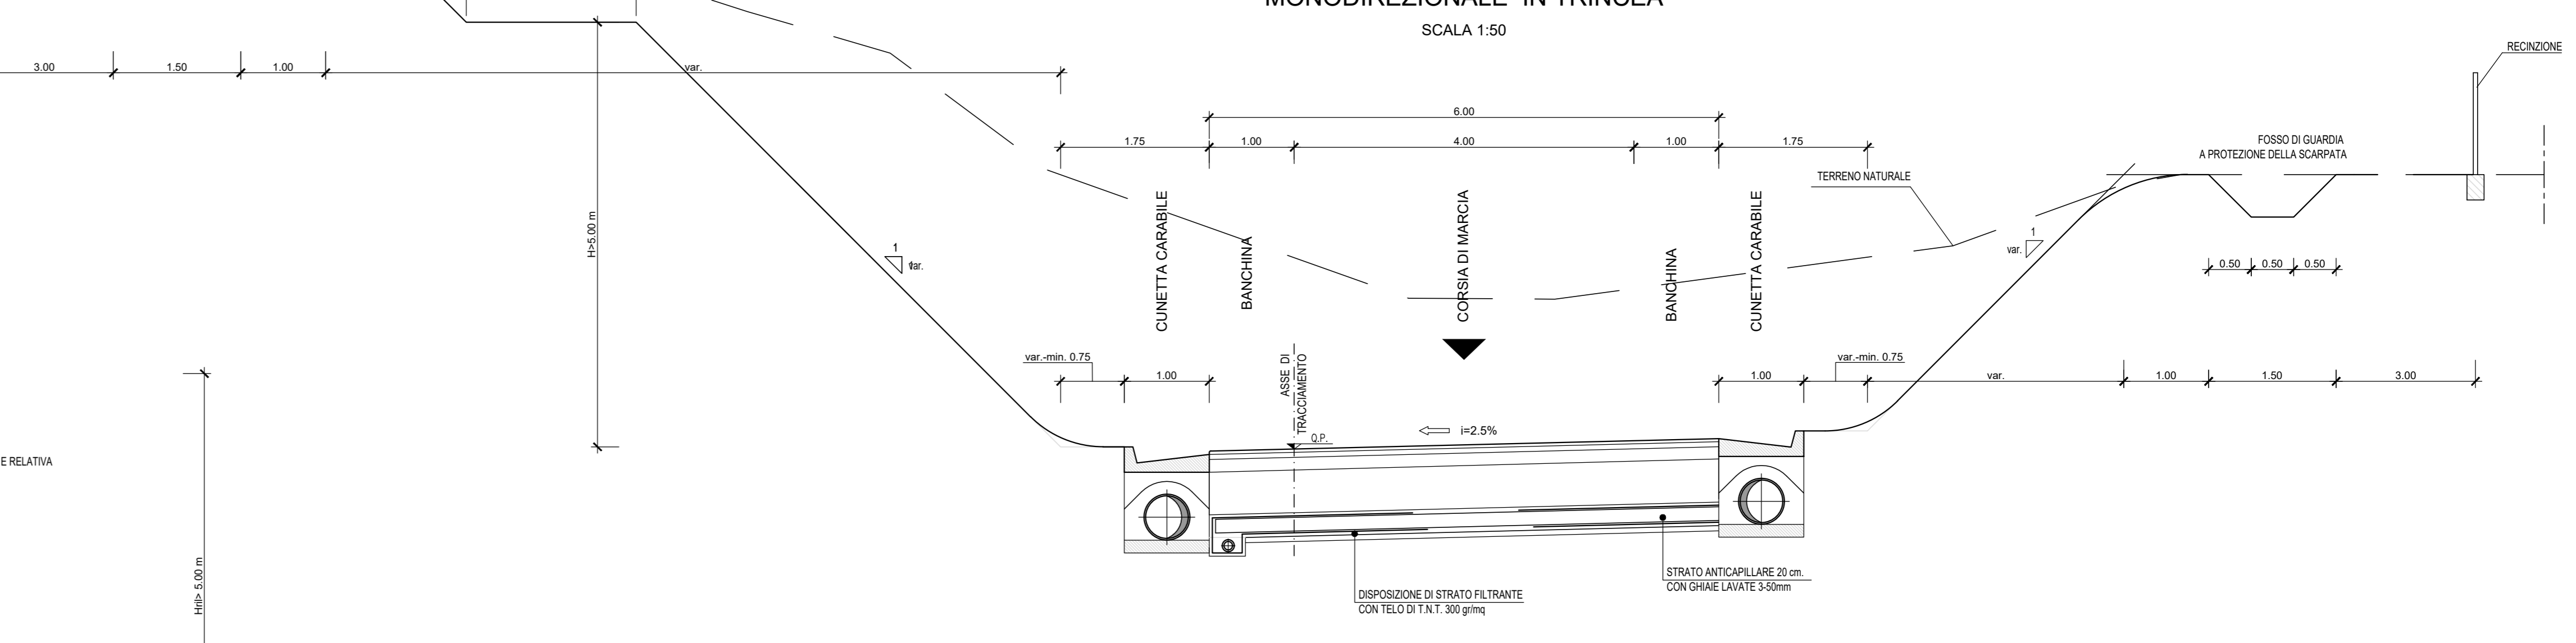 MONODIREZIONALE IN TRINCEA
SCALA 1:50
RECINZIONE
3.00
1.50
1.00
var.
6.00
1.75
1.00
4.00
1.00
1.75
FOSSO DI GUARDIA
A PROTEZIONE DELLA SCARPATA
TERRENO NATURALE
H>5.00 m
CUNETTA CARABILE
BANCHINA
CORSIA DI MARCIA
BANCHINA
CUNETTA CARABILE
1
var.
1
var.
0.50
0.50
0.50
var.-min. 0.75
1.00
ASSE DI
TRACCIAMENTO
var.-min. 0.75
1.00
var.
1.00
1.50
3.00
Q.P.
i=2.5%
E RELATIVA
Hril> 5.00 m
STRATO ANTICAPILLARE 20 cm.
CON GHIAIE LAVATE 3-50mm
DISPOSIZIONE DI STRATO FILTRANTE
CON TELO DI T.N.T. 300 gr/mq